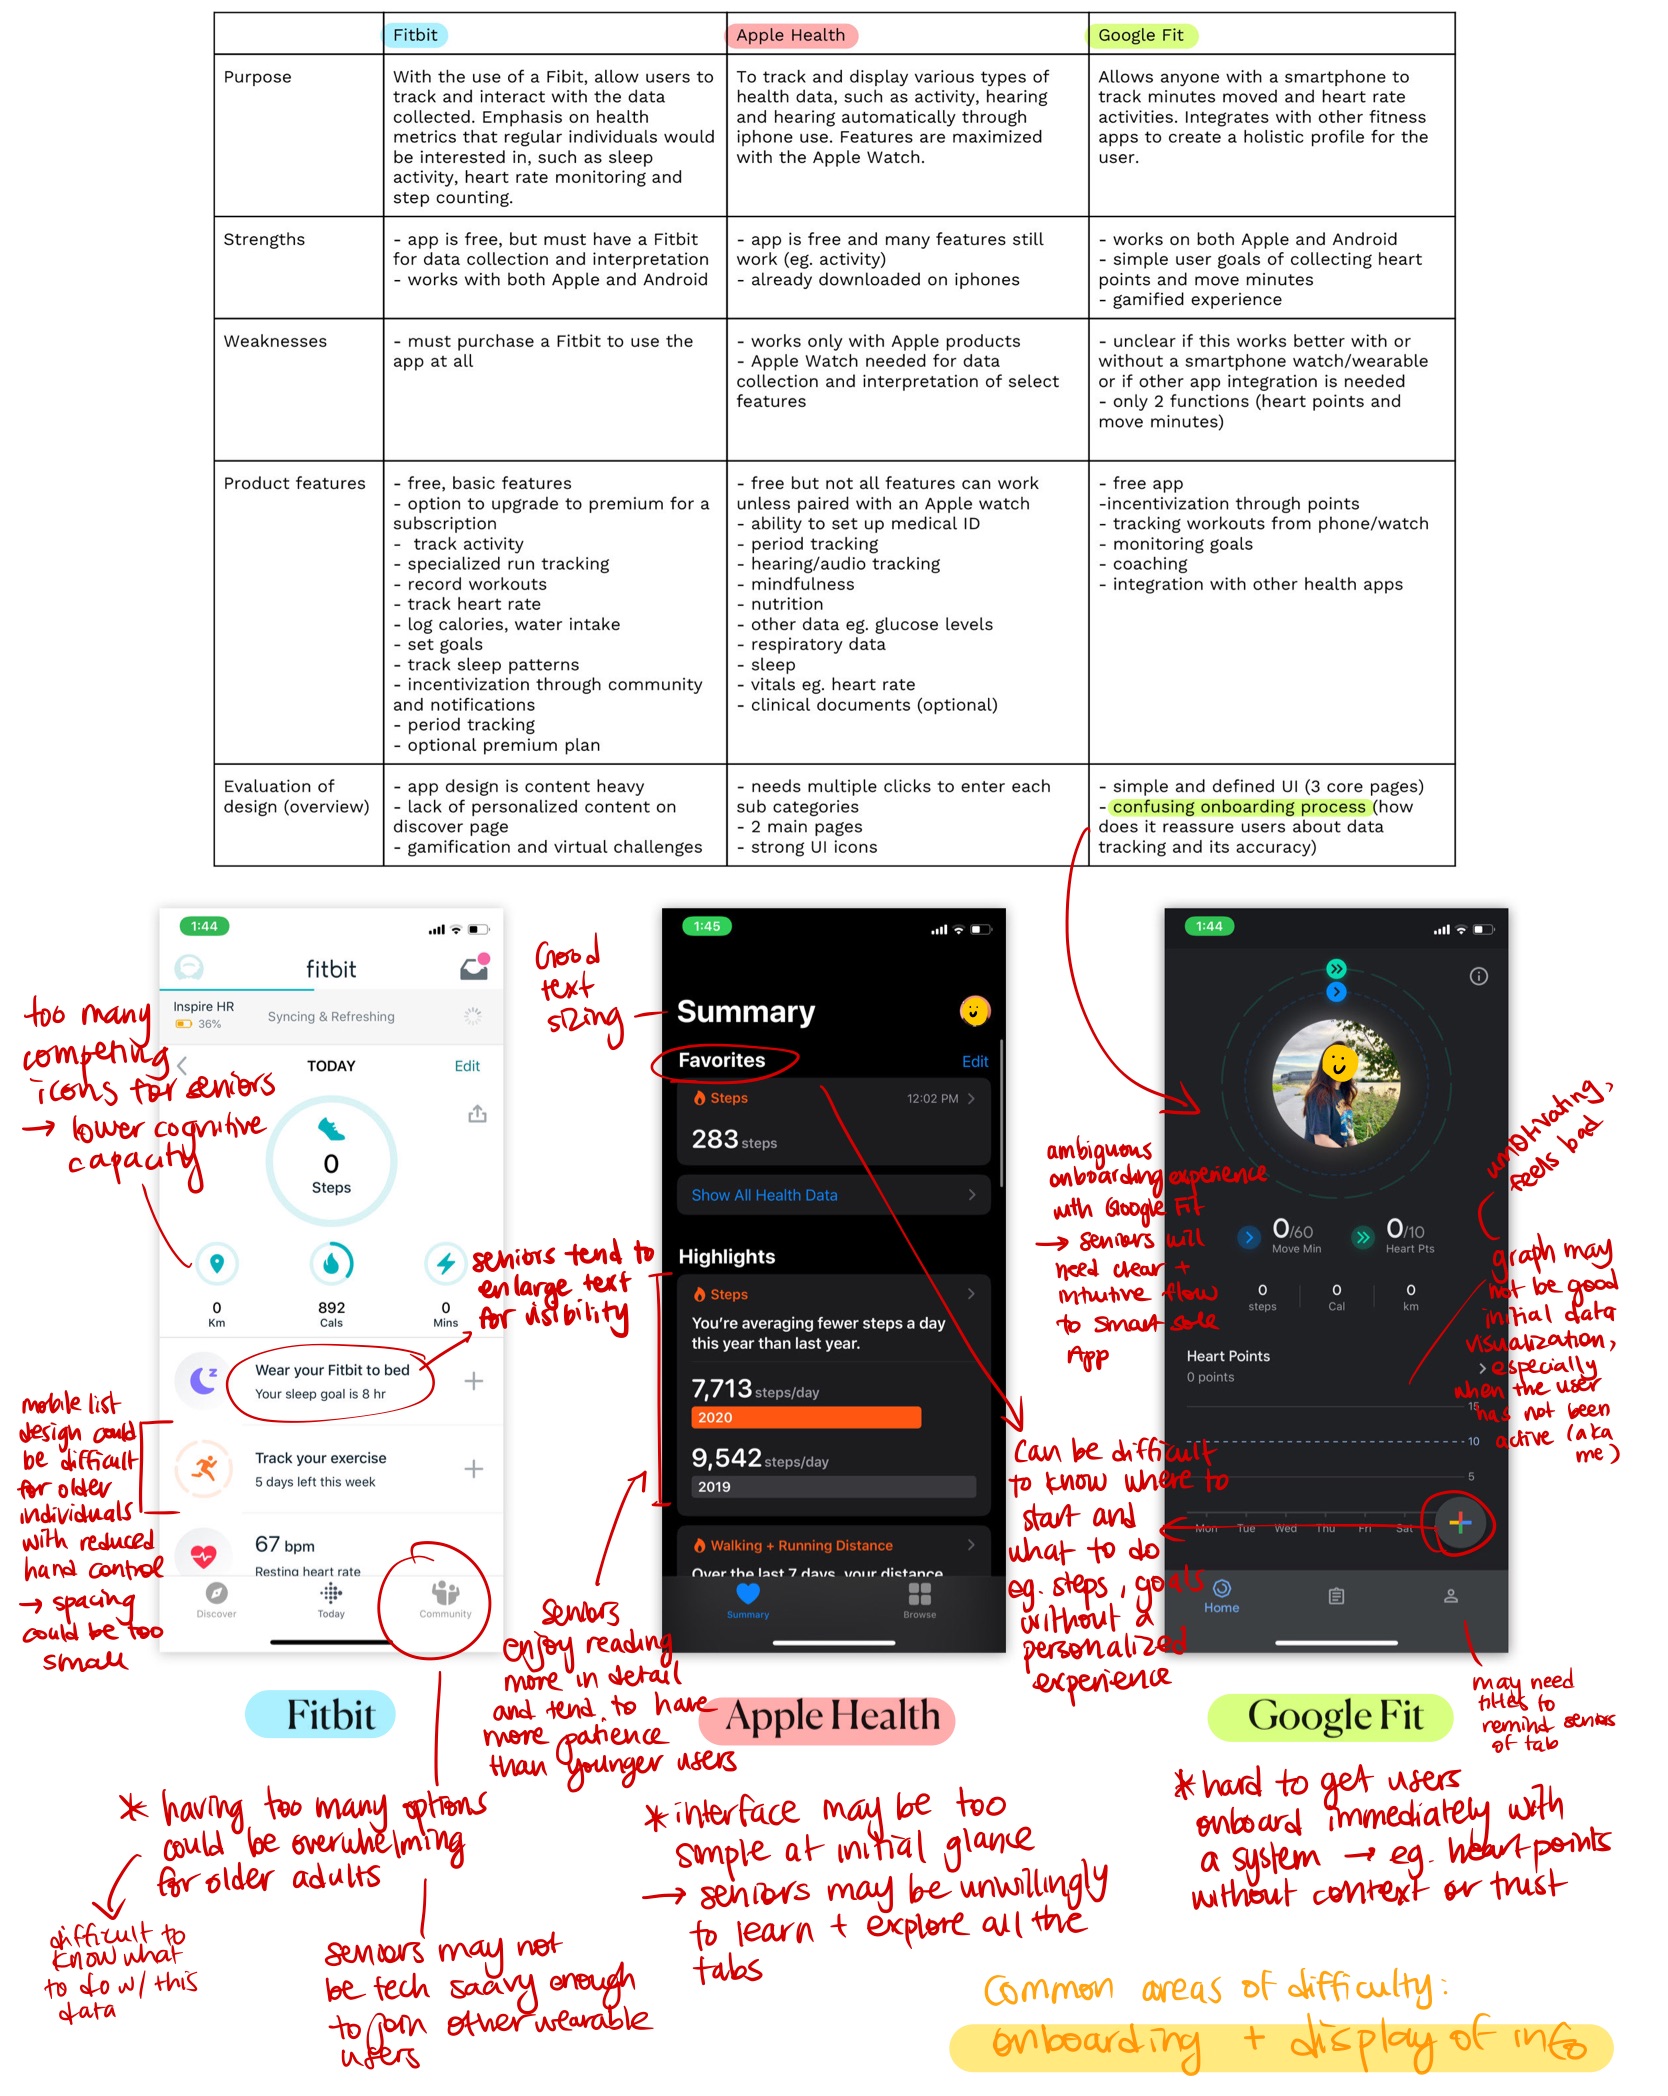 Fitbit
Apple Health
Google Fit
Purpose
With the use of a Fibit, allow users to
track and interact with the data
collected. Emphasis on health
metrics that regular individuals would
be interested in, such as sleep
activity, heart rate monitoring and
step counting.
To track and display various types of
health data, such as activity, hearing
and hearing automatically through
iphone use. Features are maximized
with the Apple Watch.
Allows anyone with a smartphone to
track minutes moved and heart rate
activities. Integrates with other fitness
apps to create a holistic profile for the
user.
Strengths
- app is free, but must have a Fitbit
for data collection and interpretation
- works with both Apple and Android
- app is free and many features still
work (eg. activity)
- already downloaded on iphones
- works on both Apple and Android
- simple user goals of collecting heart
points and move minutes
- gamified experience
Weaknesses
- must purchase a Fitbit to use the
app at all
- works only with Apple products
- Apple Watch needed for data
collection and interpretation of select
features
- unclear if this works better with or
without a smartphone watch/wearable
or if other app integration is needed
- only 2 functions (heart points and
move minutes)
Product features
- free, basic features
- option to upgrade to premium for a
subscription
- track activity
- specialized run tracking
- record workouts
- track heart rate
- log calories, water intake
- set goals
- track sleep patterns
- incentivization through community
and notifications
- period tracking
- optional premium plan
- free but not all features can work
unless paired with an Apple watch
- ability to set up medical ID
- period tracking
- hearing/audio tracking
- mindfulness
- nutrition
- other data eg. glucose levels
- respiratory data
- sleep
- vitals eg. heart rate
- clinical documents (optional)
- free app
-incentivization through points
- tracking workouts from phone/watch
- monitoring goals
- coaching
- integration with other health apps
Evaluation of
design (overview)
- app design is content heavy
- lack of personalized content on
discover page
- gamification and virtual challenges
- needs multiple clicks to enter each
sub categories
- 2 main pages
- strong UI icons
- simple and defined UI (3 core pages)
- confusing onboarding process (how
does it reassure users about data
tracking and its accuracy)
too many
competing
icons for seniors
→ lower cognitive
capacity
mobile list
design could
be difficult
for older
individuals
with reduced
hand control
→ spacing
could be too
small
1:44
fitbit
Inspire HR
36%
Syncing & Refreshing
TODAY
Edit
0
Steps
0
Km
892
Cals
0
Mins
Wear your Fitbit to bed
Your sleep goal is 8 hr
Track your exercise
5 days left this week
67 bpm
Resting heart rate
Discover
Today
Community
Good
text
sizing
seniors tend to
enlarge text
for visibility
seniors
enjoy reading
more in detail
and tend to have
more patience
than younger users
1:45
Summary
Favorites
Edit
Steps
12:02 PM
283 steps
Show All Health Data
Highlights
Steps
You're averaging fewer steps a day
this year than last year.
7,713 steps/day
2020
9,542 steps/day
2019
Walking + Running Distance
Over the last 7 days, your distance
Summary
Browse
ambiguous
onboarding experience
with Google Fit
→ seniors will
need clear +
intuitive flow
to smart sole
App
Can be difficult
to know where to
start and
what to do
eg. steps, goals
without a
personalized
experience
1:44
0/60
Move Min
0/10
Heart Pts
0
steps
0
Cal
0
km
Heart Points
0 points
15
10
5
Mon
Tue
Wed
Thu
Fri
Sat
Home
unmotivating,
feels bad
graph may
not be good
initial data
visualization,
especially
when the user
has not been
active (aka
me)
may need
titles to
remind seniors
of tab
Fitbit
Apple Health
Google Fit
* having too many options
could be overwhelming
for older adults
difficult to
know what
to do w/ this
data
seniors may not
be tech saavy enough
to join other wearable
users
* interface may be too
simple at initial glance
→ seniors may be unwillingly
to learn + explore all the
tabs
* hard to get users
onboard immediately with
a system → eg. heart points
without context or trust
Common areas of difficulty:
onboarding + display of info